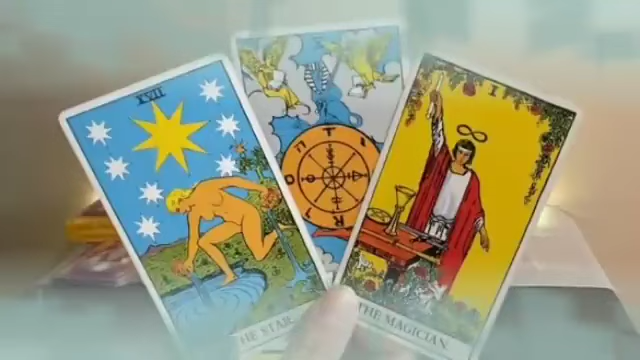 XVII
HE STAR.
T
A
R
I
THE MAGICIAN.